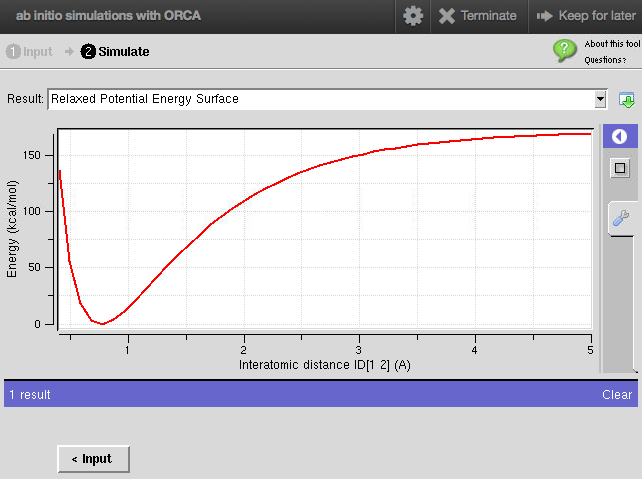 ab initio simulations with ORCA
Terminate
Keep for later
1 Input
2 Simulate
About this tool
Questions?
Result: Relaxed Potential Energy Surface
150
100
50
0
Energy (kcal/mol)
1 2 3 4 5
Interatomic distance ID[1 2] (A)
1 result Clear
< Input